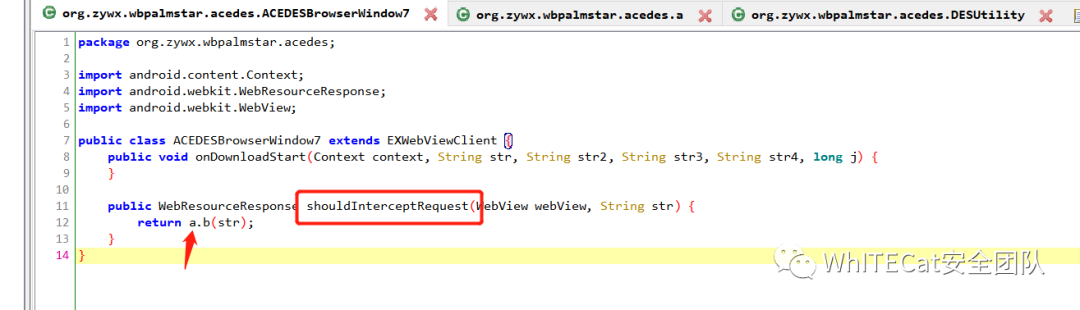 org.zywx.wbpalmstar.acedes.ACEDESBrowserWindow7 org.zywx.wbpalmstar.acedes.a org.zywx.wbpalmstar.acedes.DESUtility
1 package org.zywx.wbpalmstar.acedes;
2
3 import android.content.Context;
4 import android.webkit.WebResourceResponse;
5 import android.webkit.WebView;
6
7 public class ACEDESBrowserWindow7 extends EXWebViewClient {
8 public void onDownloadStart(Context context, String str, String str2, String str3, String str4, long j) {
9 }
10
11 public WebResourceResponse shouldInterceptRequest(WebView webView, String str) {
12 return a.b(str);
13 }
14 }
WhITECat安全团队